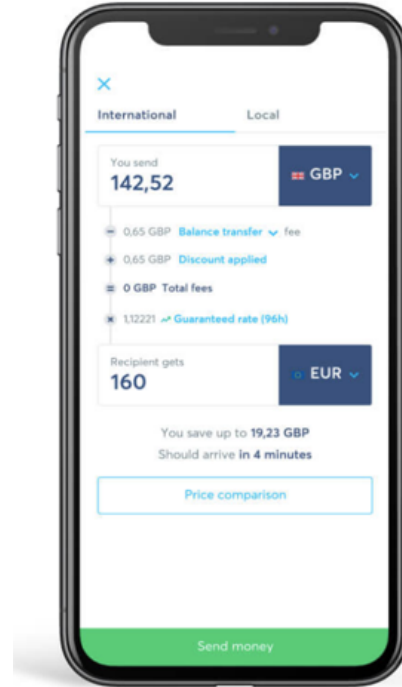 International Local
You send
142,52
GBP
0,65 GBP Balance transfer fee
0,65 GBP Discount applied
0 GBP Total fees
1,12221 Guaranteed rate (96h)
Recipient gets
160
EUR
You save up to 19,23 GBP
Should arrive in 4 minutes
Price comparison
Send money